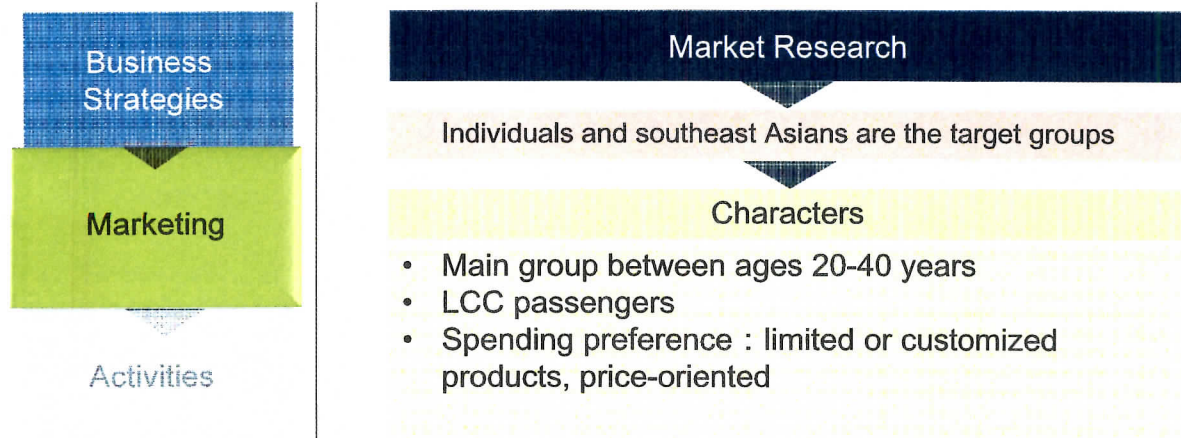 Business
Strategies
Marketing
Activities
Market Research
Individuals and southeast Asians are the target groups
Characters
• Main group between ages 20-40 years
• LCC passengers
• Spending preference：limited or customized
products, price-oriented